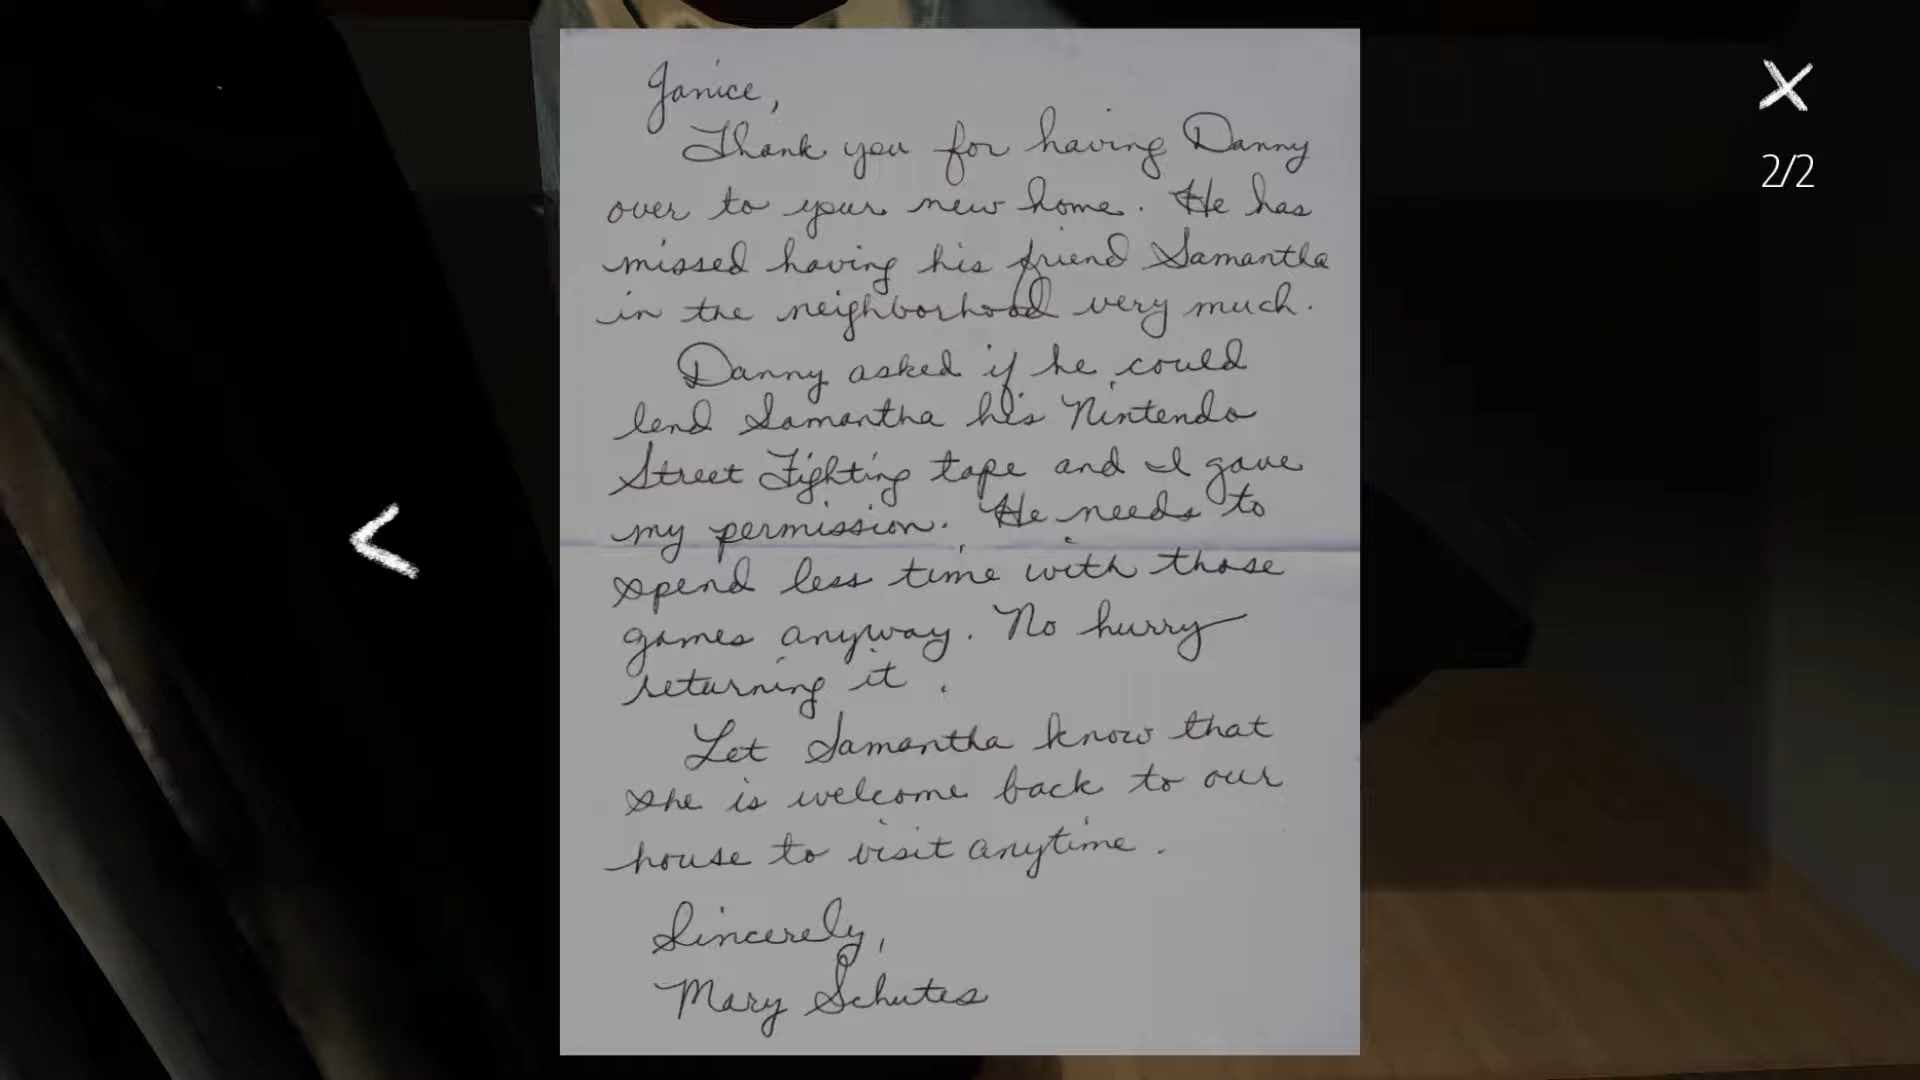 Janice,
Thank you for having Danny
over to your new home. He has
missed having his friend Samantha
in the neighborhood very much.
Danny asked if he could
lend Samantha his Nintendo
Street Fighting tape and I gave
my permission. He needs to
spend less time with those
games anyway. No hurry
returning it.
Let Samantha know that
she is welcome back to our
house to visit anytime.
Sincerely,
Mary Schutes
2/2